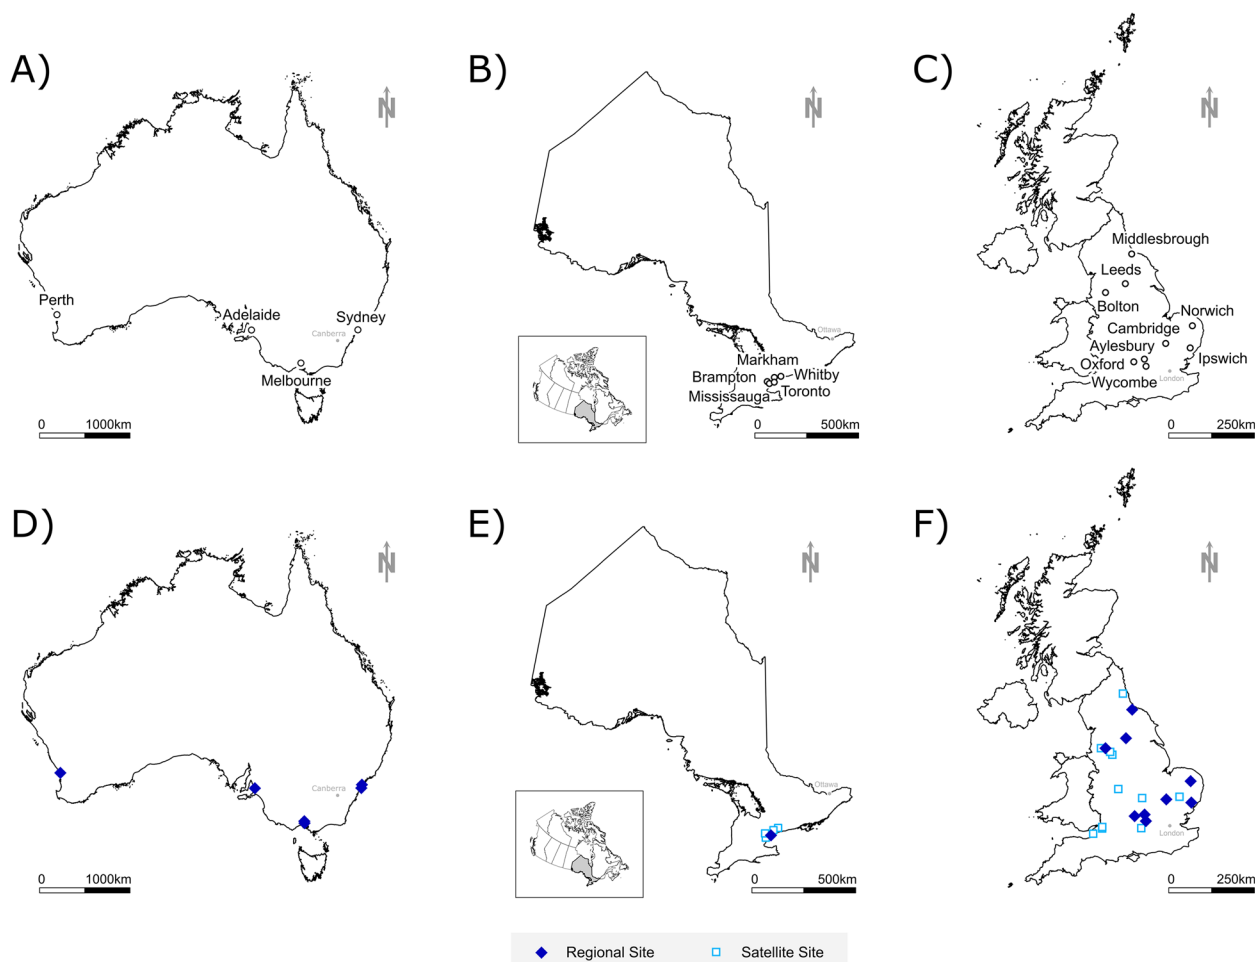 A)
N
Perth
Adelaide
Sydney
Canberra
Melbourne
0 1000km
B)
N
Ottawa
Markham
Brampton
Whitby
Mississauga
Toronto
0 500km
C)
N
Middlesbrough
Leeds
Bolton
Norwich
Cambridge
Aylesbury
Oxford
Ipswich
Wycombe
London
0 250km
D)
N
Canberra
0 1000km
E)
N
Ottawa
0 500km
F)
N
London
0 250km
Regional Site
Satellite Site